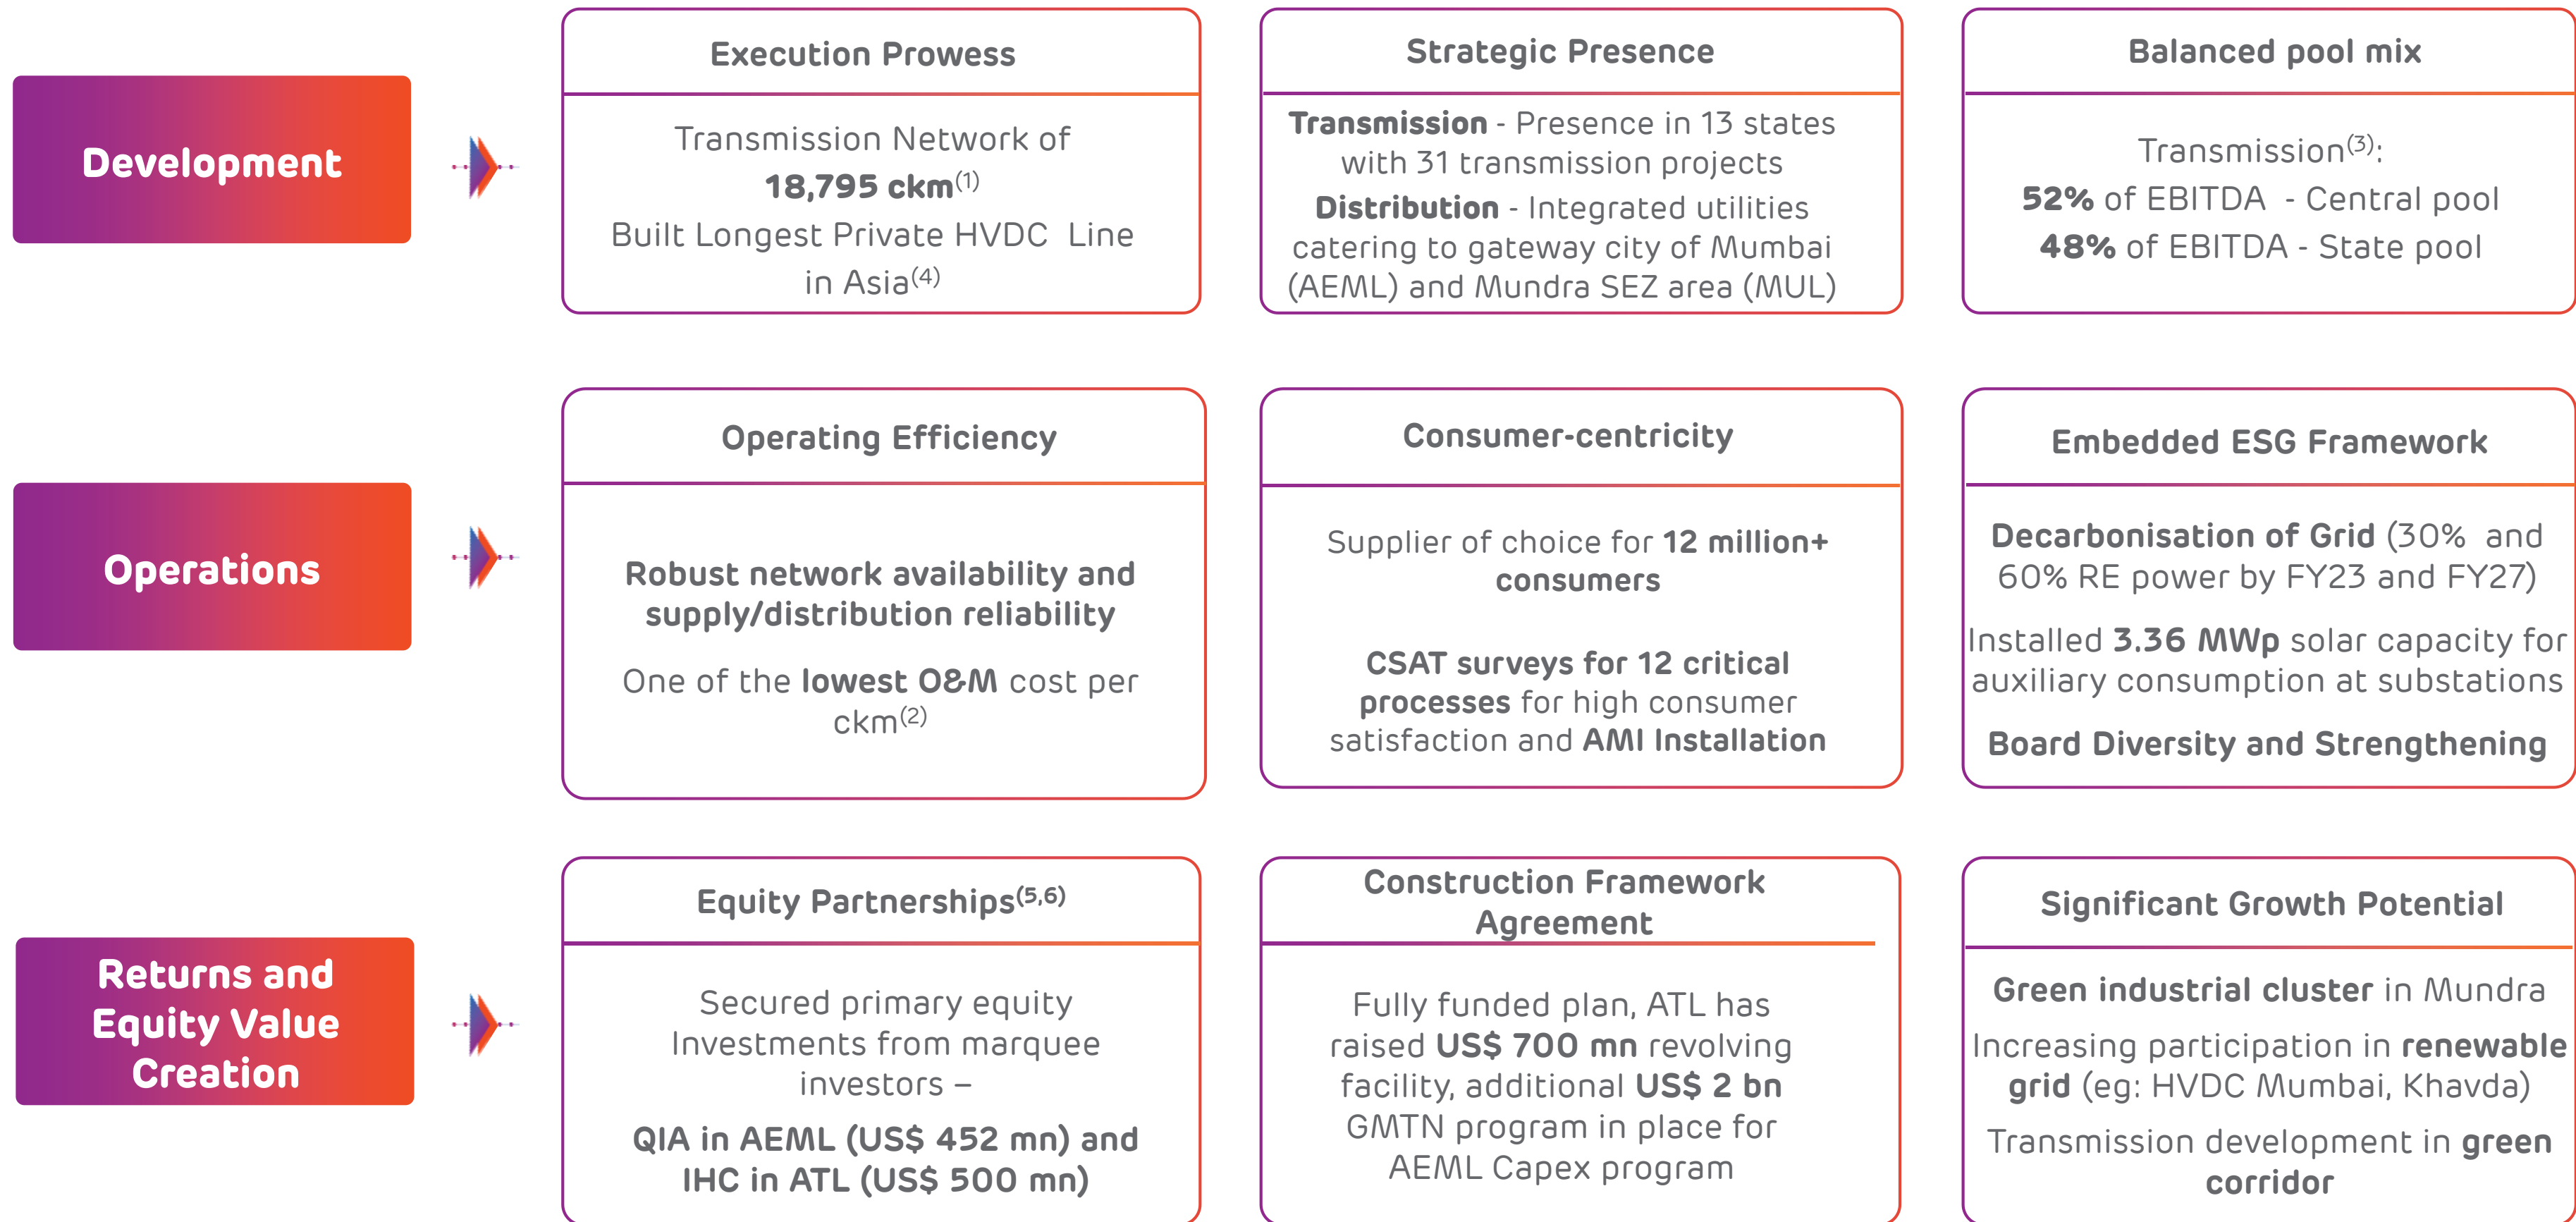 Development
Execution Prowess
Transmission Network of
18,795 ckm(1)
Built Longest Private HVDC Line
in Asia(4)
Strategic Presence
Transmission - Presence in 13 states
with 31 transmission projects
Distribution - Integrated utilities
catering to gateway city of Mumbai
(AEML) and Mundra SEZ area (MUL)
Balanced pool mix
Transmission(3):
52% of EBITDA - Central pool
48% of EBITDA - State pool
Operations
Operating Efficiency
Robust network availability and
supply/distribution reliability
One of the lowest O&M cost per
ckm(2)
Consumer-centricity
Supplier of choice for 12 million+
consumers
CSAT surveys for 12 critical
processes for high consumer
satisfaction and AMI Installation
Embedded ESG Framework
Decarbonisation of Grid (30% and
60% RE power by FY23 and FY27)
Installed 3.36 MWp solar capacity for
auxiliary consumption at substations
Board Diversity and Strengthening
Returns and
Equity Value
Creation
Equity Partnerships(5,6)
Secured primary equity
Investments from marquee
investors –
QIA in AEML (US$ 452 mn) and
IHC in ATL (US$ 500 mn)
Construction Framework
Agreement
Fully funded plan, ATL has
raised US$ 700 mn revolving
facility, additional US$ 2 bn
GMTN program in place for
AEML Capex program
Significant Growth Potential
Green industrial cluster in Mundra
Increasing participation in renewable
grid (eg: HVDC Mumbai, Khavda)
Transmission development in green
corridor